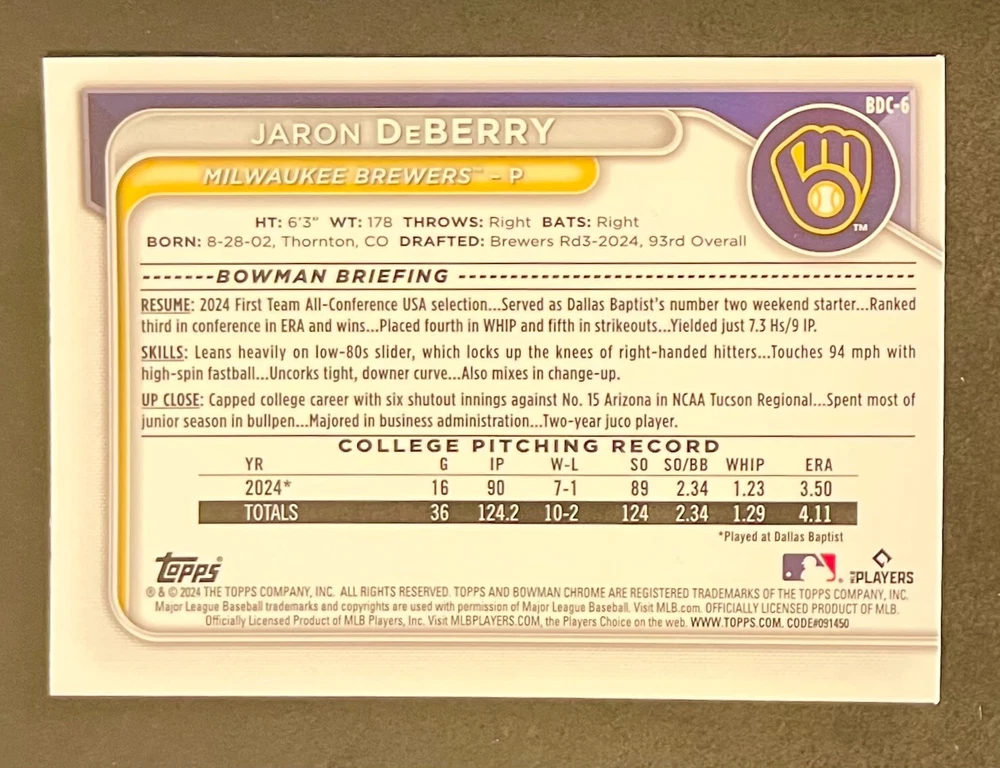 BDC-6
JARON DeBERRY
MILWAUKEE BREWERS™ – P
TM
HT: 6'3" WT: 178 THROWS: Right BATS: Right
BORN: 8-28-02, Thornton, CO DRAFTED: Brewers Rd3-2024, 93rd Overall
-------BOWMAN BRIEFING --------------------------------------------------
RESUME: 2024 First Team All-Conference USA selection...Served as Dallas Baptist's number two weekend starter...Ranked
third in conference in ERA and wins...Placed fourth in WHIP and fifth in strikeouts...Yielded just 7.3 Hs/9 IP.
SKILLS: Leans heavily on low-80s slider, which locks up the knees of right-handed hitters...Touches 94 mph with
high-spin fastball...Uncorks tight, downer curve...Also mixes in change-up.
UP CLOSE: Capped college career with six shutout innings against No. 15 Arizona in NCAA Tucson Regional...Spent most of
junior season in bullpen...Majored in business administration...Two-year juco player.
COLLEGE PITCHING RECORD
YR G IP W-L SO SO/BB WHIP ERA
2024* 16 90 7-1 89 2.34 1.23 3.50
TOTALS 36 124.2 10-2 124 2.34 1.29 4.11
*Played at Dallas Baptist
Topps® MLB PLAYERS
® & © 2024 THE TOPPS COMPANY, INC. ALL RIGHTS RESERVED. TOPPS AND BOWMAN CHROME ARE REGISTERED TRADEMARKS OF THE TOPPS COMPANY, INC.
Major League Baseball trademarks and copyrights are used with permission of Major League Baseball. Visit MLB.com. OFFICIALLY LICENSED PRODUCT OF MLB.
Officially Licensed Product of MLB Players, Inc. Visit MLBPLAYERS.COM, the Players Choice on the web. WWW.TOPPS.COM. CODE#091450